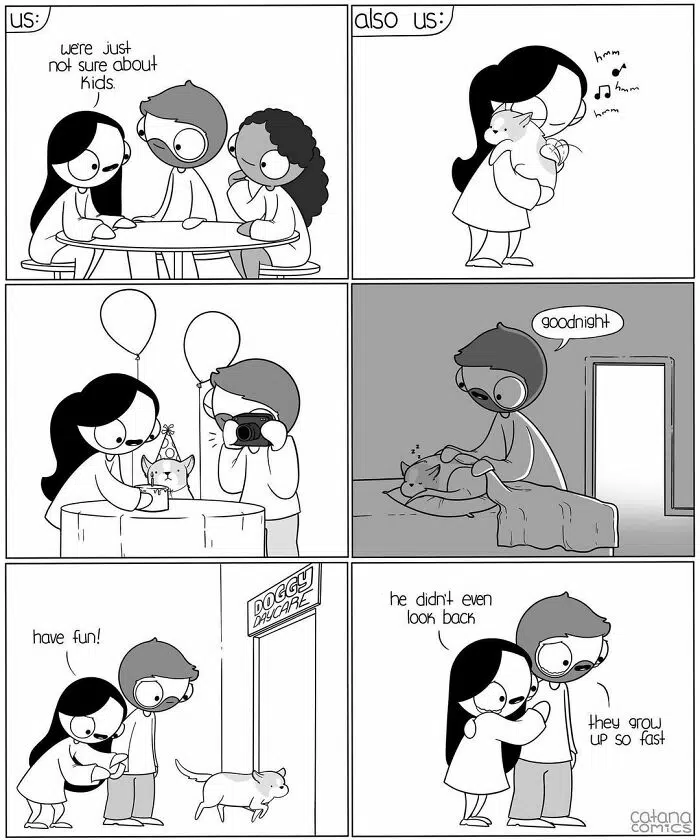 us:
we're just
not sure about
kids.
also us:
hmm
hmm
hmm
goodnight
z
z
z
have fun!
DOGGY
DAYCARE
he didn't even
look back
they grow
up so fast
catana
comics